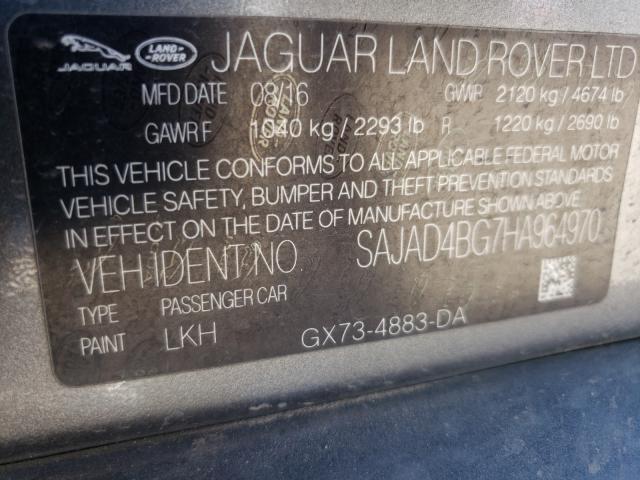 JAGUAR LAND-ROVER JAGUAR LAND ROVER LTD
MFD DATE 08/16 GVWR 2120 kg / 4674 lb
GAWR F 1040 kg / 2293 lb R 1220 kg / 2690 lb
THIS VEHICLE CONFORMS TO ALL APPLICABLE FEDERAL MOTOR
VEHICLE SAFETY, BUMPER AND THEFT PREVENTION STANDARDS
IN EFFECT ON THE DATE OF MANUFACTURE SHOWN ABOVE.
VEH IDENT NO SAJAD4BG7HA964970
TYPE PASSENGER CAR
PAINT LKH GX73-4883-DA